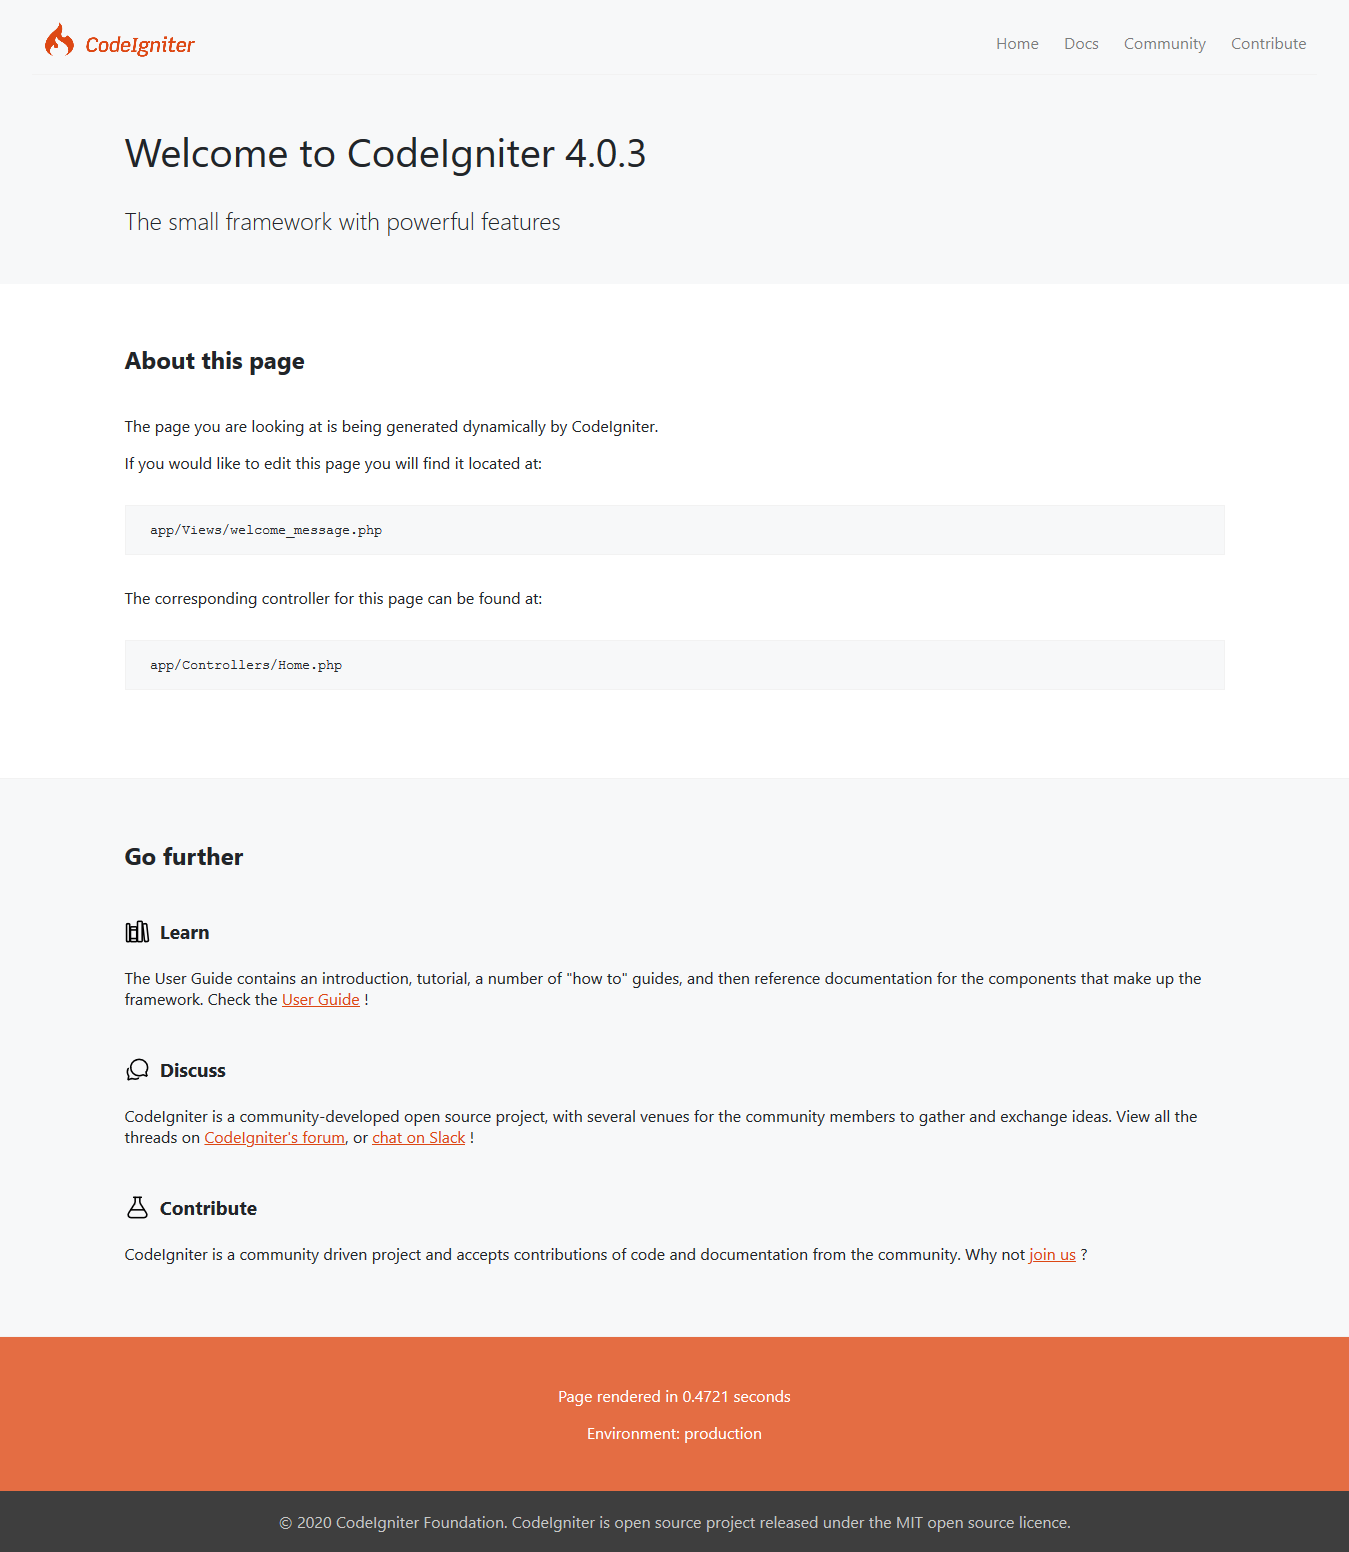 CodeIgniter
Home Docs Community Contribute
Welcome to CodeIgniter 4.0.3
The small framework with powerful features
About this page
The page you are looking at is being generated dynamically by CodeIgniter.
If you would like to edit this page you will find it located at:
app/Views/welcome_message.php
The corresponding controller for this page can be found at:
app/Controllers/Home.php
Go further
Learn
The User Guide contains an introduction, tutorial, a number of "how to" guides, and then reference documentation for the components that make up the
framework. Check the User Guide !
Discuss
CodeIgniter is a community-developed open source project, with several venues for the community members to gather and exchange ideas. View all the
threads on CodeIgniter's forum, or chat on Slack !
Contribute
CodeIgniter is a community driven project and accepts contributions of code and documentation from the community. Why not join us ?
Page rendered in 0.4721 seconds
Environment: production
© 2020 CodeIgniter Foundation. CodeIgniter is open source project released under the MIT open source licence.